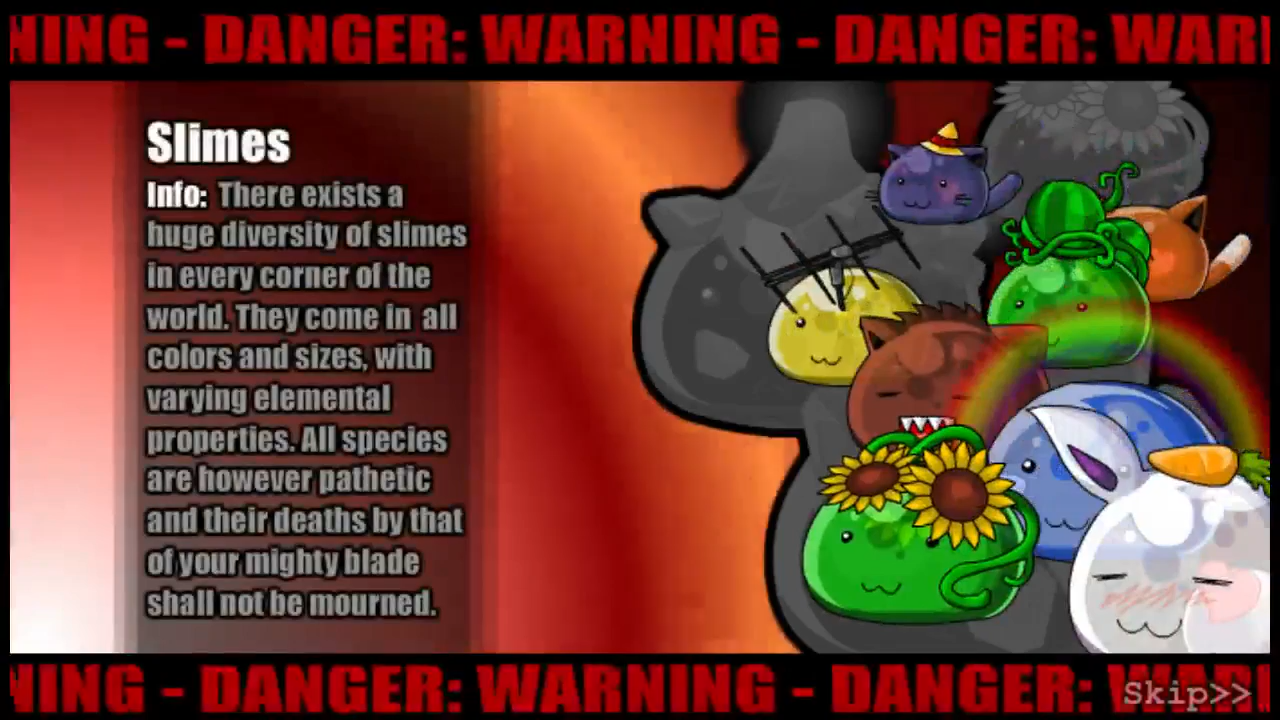 NING - DANGER: WARNING - DANGER: WARI
Slimes
Info: There exists a
huge diversity of slimes
in every corner of the
world. They come in all
colors and sizes, with
varying elemental
properties. All species
are however pathetic
and their deaths by that
of your mighty blade
shall not be mourned.
NING - DANGER: WARNING - DANGER: WARI
Skip>>